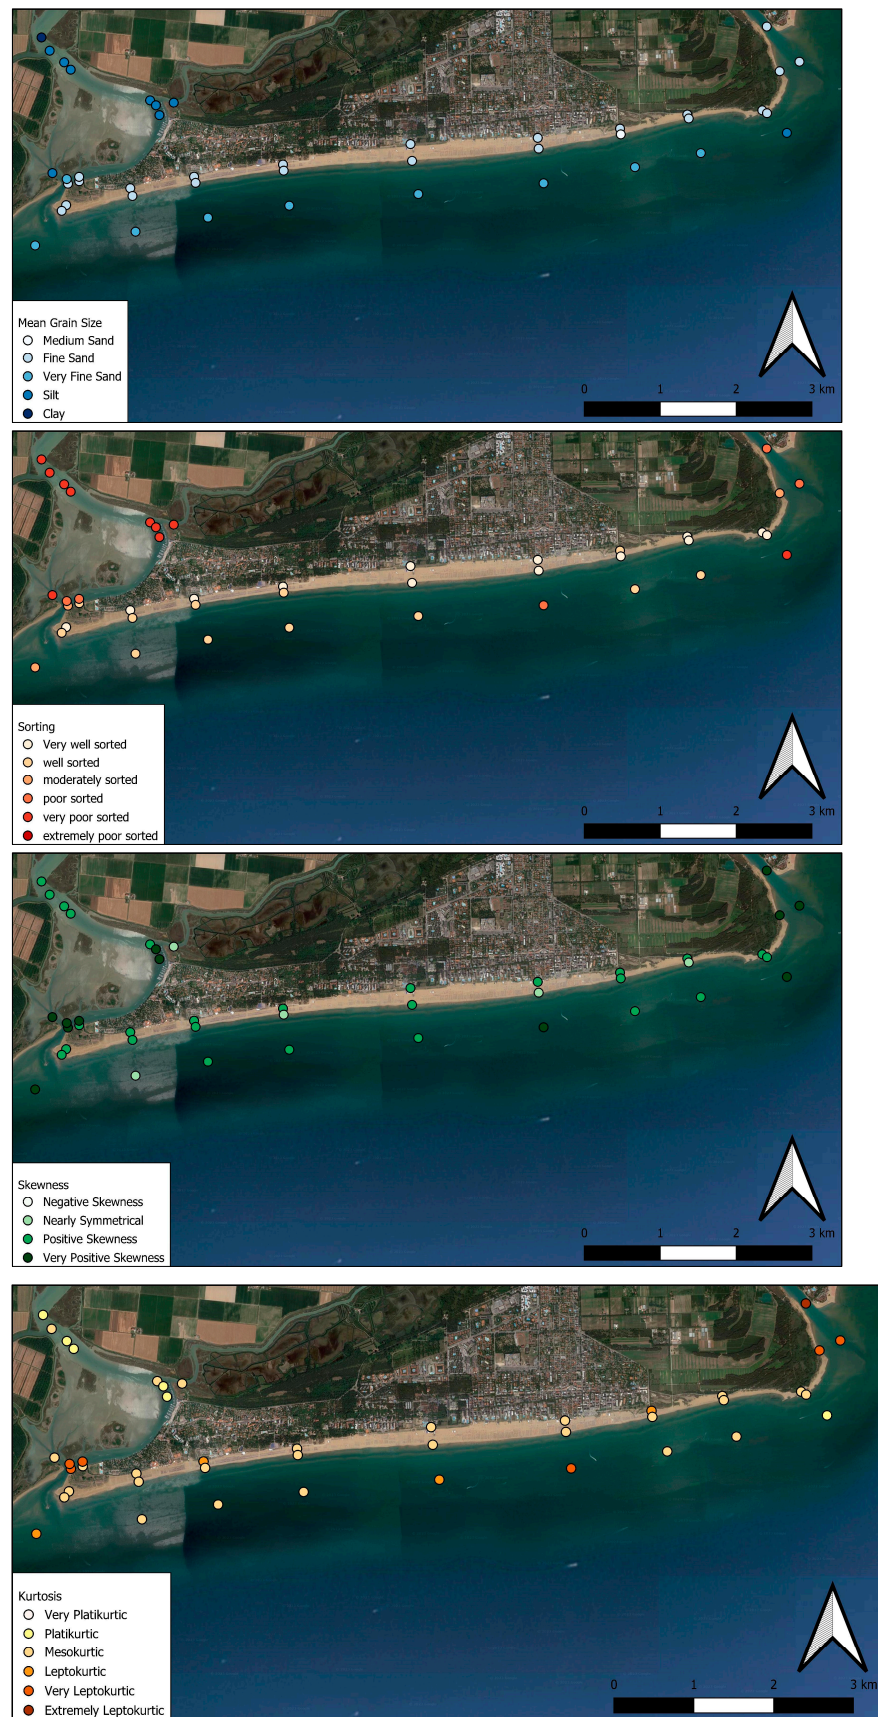 Mean Grain Size
Medium Sand
Fine Sand
Very Fine Sand
Silt
Clay
0 1 2 3 km
Sorting
Very well sorted
well sorted
moderately sorted
poor sorted
very poor sorted
extremely poor sorted
0 1 2 3 km
Skewness
Negative Skewness
Nearly Symmetrical
Positive Skewness
Very Positive Skewness
0 1 2 3 km
Kurtosis
Very Platikurtic
Platikurtic
Mesokurtic
Leptokurtic
Very Leptokurtic
Extremely Leptokurtic
0 1 2 3 km